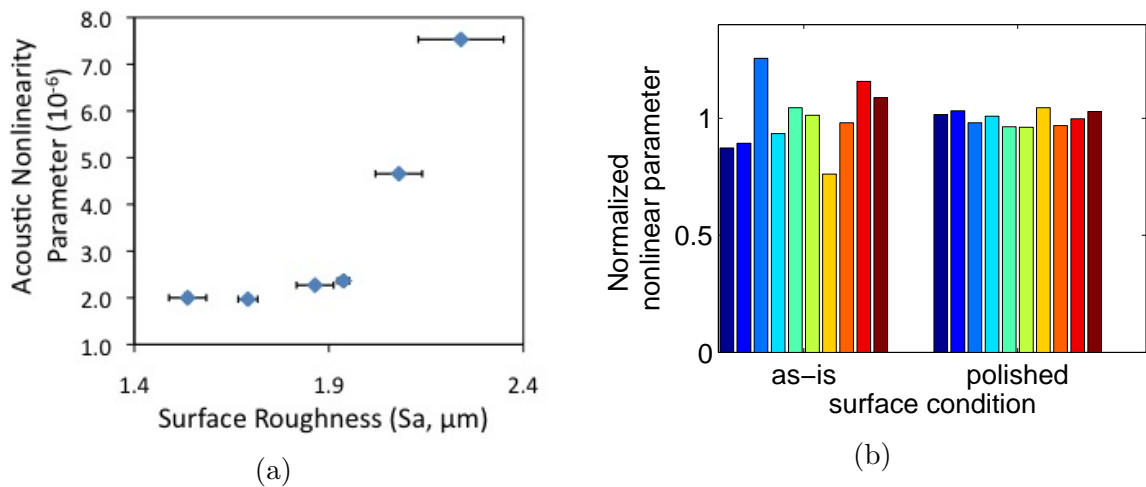 8.0
7.0
6.0
5.0
4.0
3.0
2.0
1.0
Acoustic Nonlinearity
Parameter (10⁻⁶)
1.4 1.9 2.4
Surface Roughness (Sa, μm)
(a)
1
0.5
0
Normalized
nonlinear parameter
as−is polished
surface condition
(b)